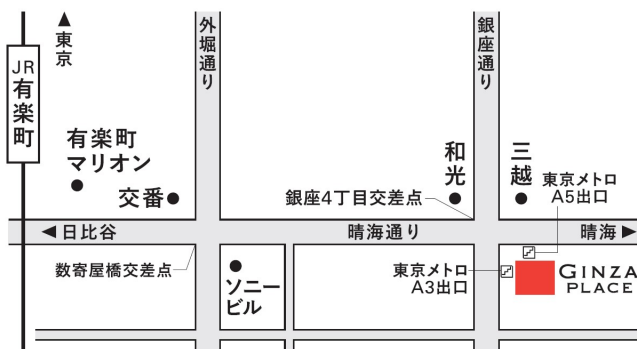 ▲
東京
JR
有楽町
外堀通り
銀座通り
有楽町
マリオン
交番
和光
三越
東京メトロ
A5出口
銀座4丁目交差点
◀日比谷
晴海通り
晴海▶
数寄屋橋交差点
ソニー
ビル
東京メトロ
A3出口
GINZA
PLACE